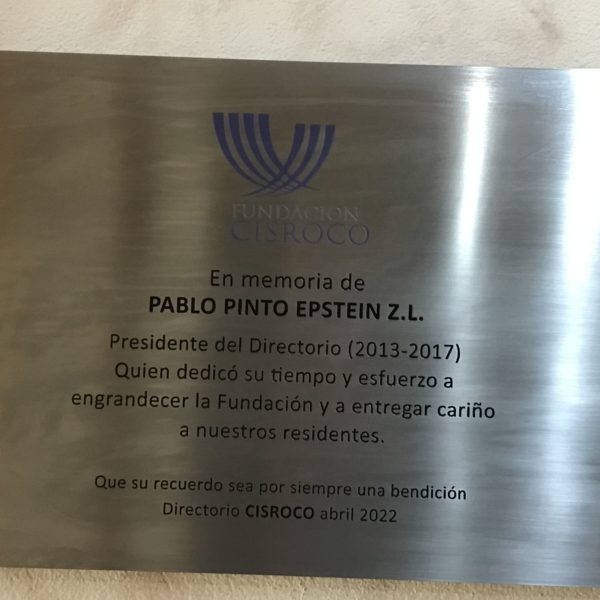 FUNDACION
CISROCO
En memoria de
PABLO PINTO EPSTEIN Z.L.
Presidente del Directorio (2013-2017)
Quien dedicó su tiempo y esfuerzo a
engrandecer la Fundación y a entregar cariño
a nuestros residentes.
Que su recuerdo sea por siempre una bendición
Directorio CISROCO abril 2022